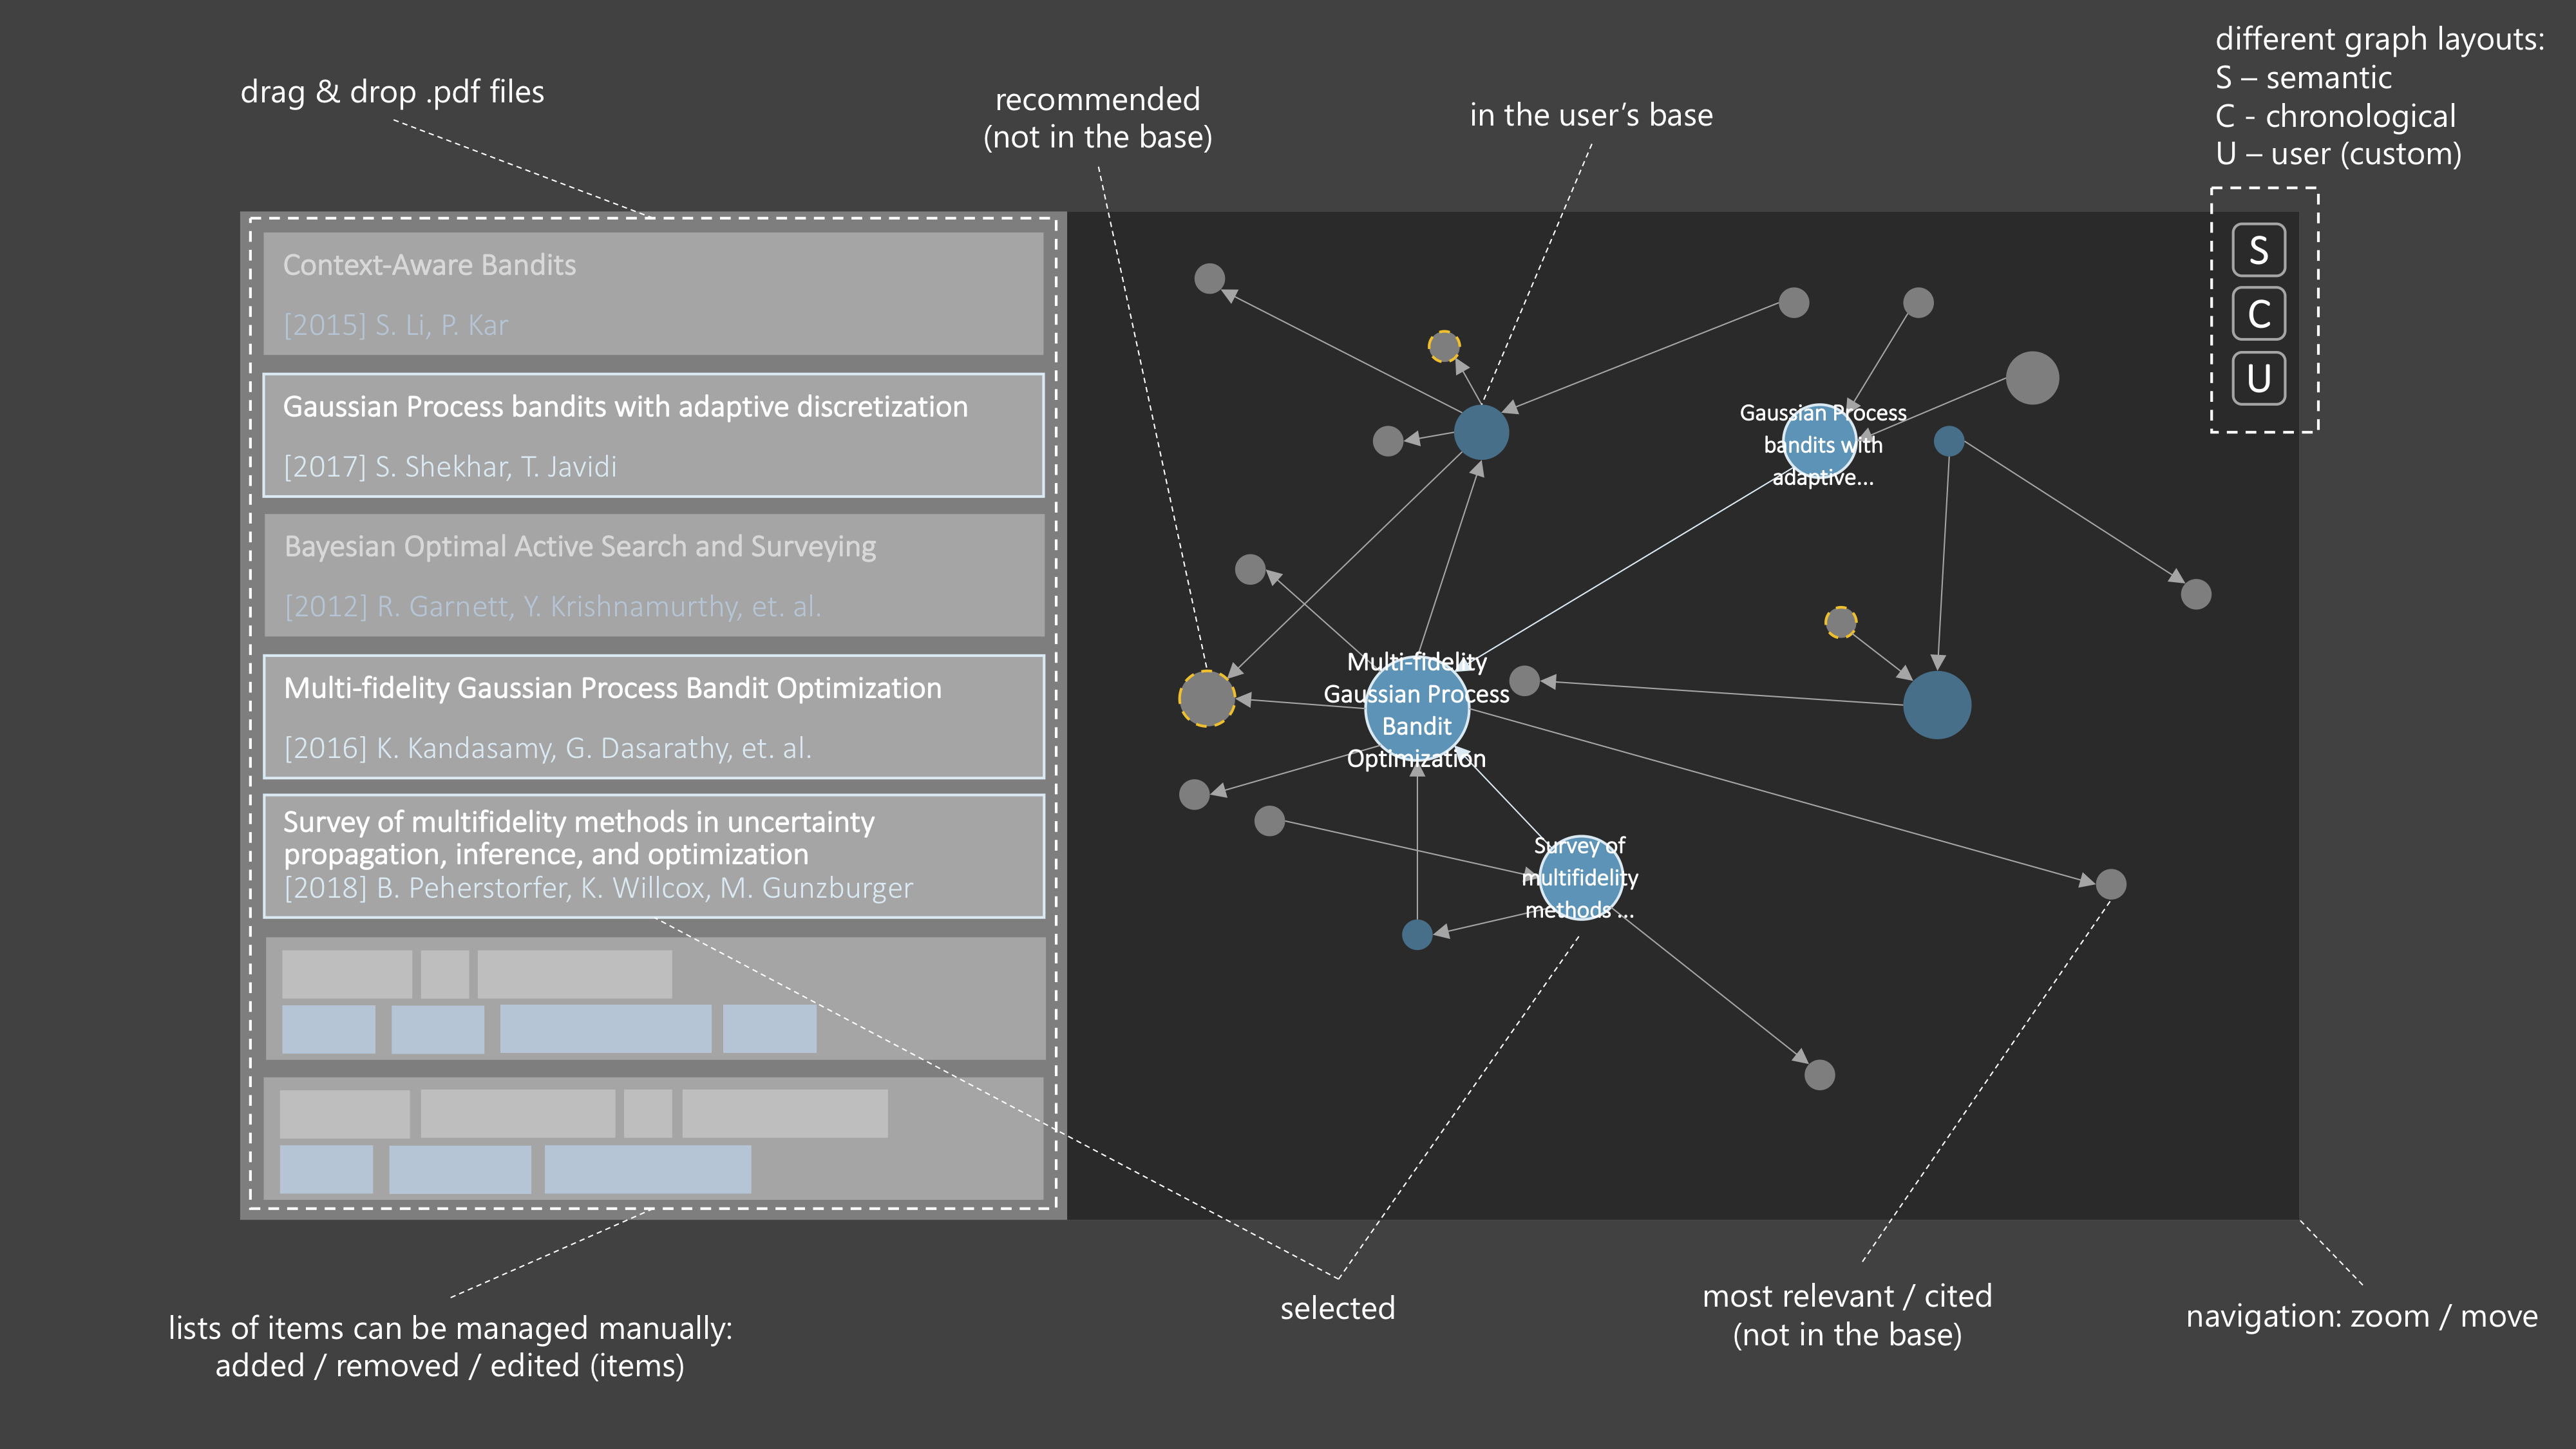 different graph layouts:
S – semantic
C - chronological
U – user (custom)
drag & drop .pdf files
recommended
(not in the base)
in the user's base
Context-Aware Bandits
[2015] S. Li, P. Kar
Gaussian Process bandits with adaptive discretization
[2017] S. Shekhar, T. Javidi
Bayesian Optimal Active Search and Surveying
[2012] R. Garnett, Y. Krishnamurthy, et. al.
Multi-fidelity Gaussian Process Bandit Optimization
[2016] K. Kandasamy, G. Dasarathy, et. al.
Survey of multifidelity methods in uncertainty
propagation, inference, and optimization
[2018] B. Peherstorfer, K. Willcox, M. Gunzburger
S
C
U
Gaussian Process
bandits with
adaptive...
Multi-fidelity
Gaussian Process
Bandit
Optimization
Survey of
multifidelity
methods ...
lists of items can be managed manually:
added / removed / edited (items)
selected
most relevant / cited
(not in the base)
navigation: zoom / move